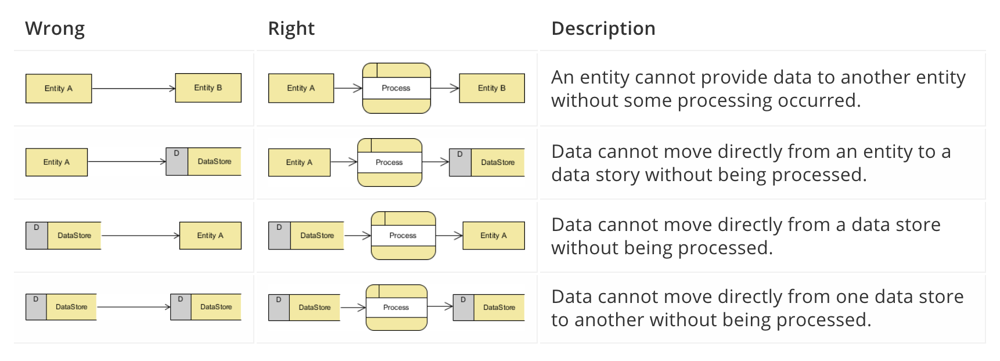 Wrong Right Description
Entity A Entity B Entity A Process Entity B An entity cannot provide data to another entity
without some processing occurred.
Entity A D DataStore Entity A Process D DataStore Data cannot move directly from an entity to a
data story without being processed.
D DataStore Entity A D DataStore Process Entity A Data cannot move directly from a data store
without being processed.
D DataStore D DataStore D DataStore Process D DataStore Data cannot move directly from one data store
to another without being processed.